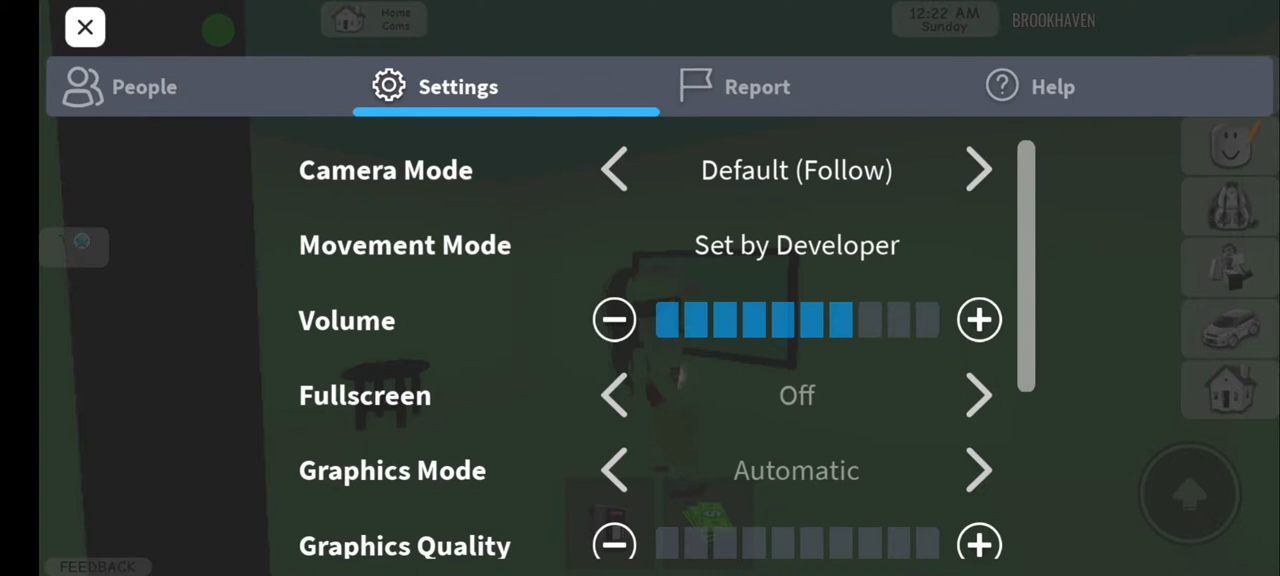 Home
Cams
12:22 AM
Sunday
BROOKHAVEN
People
Settings
Report
Help
Camera Mode
Default (Follow)
Movement Mode
Set by Developer
Volume
Fullscreen
Off
Graphics Mode
Automatic
Graphics Quality
FEEDBACK